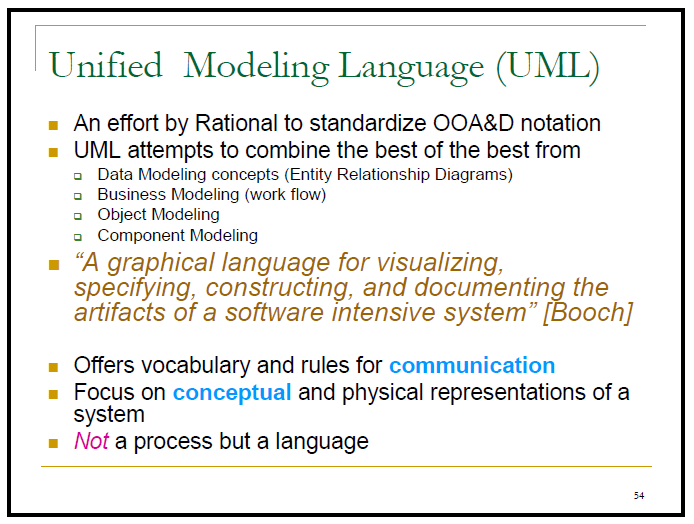 Unified Modeling Language (UML)
An effort by Rational to standardize OOA&D notation
UML attempts to combine the best of the best from
Data Modeling concepts (Entity Relationship Diagrams)
Business Modeling (work flow)
Object Modeling
Component Modeling
“A graphical language for visualizing,
specifying, constructing, and documenting the
artifacts of a software intensive system” [Booch]
Offers vocabulary and rules for communication
Focus on conceptual and physical representations of a
system
Not a process but a language
54